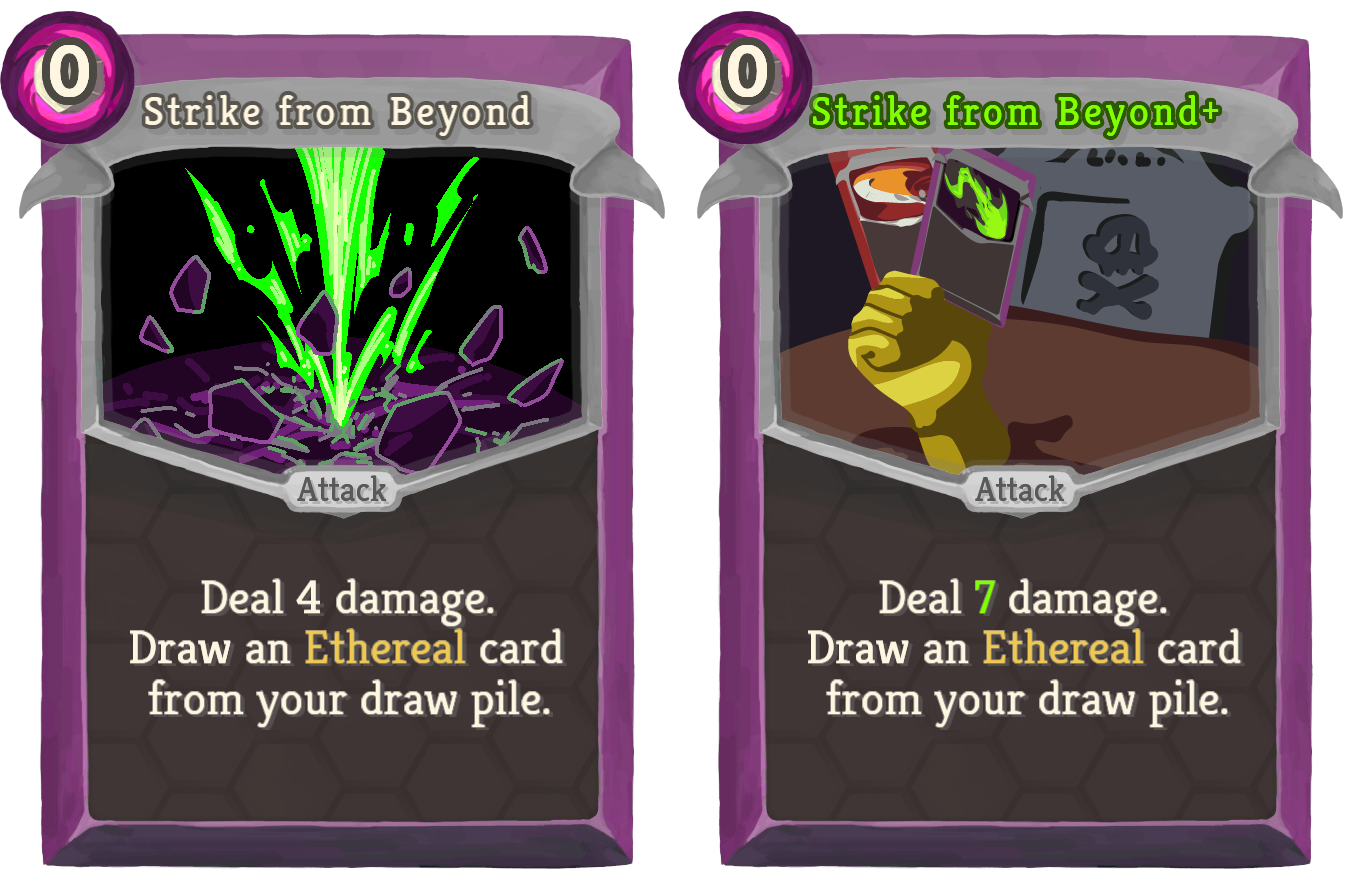 0
Strike from Beyond
Attack
Deal 4 damage.
Draw an Ethereal card
from your draw pile.
0
Strike from Beyond+
Attack
Deal 7 damage.
Draw an Ethereal card
from your draw pile.